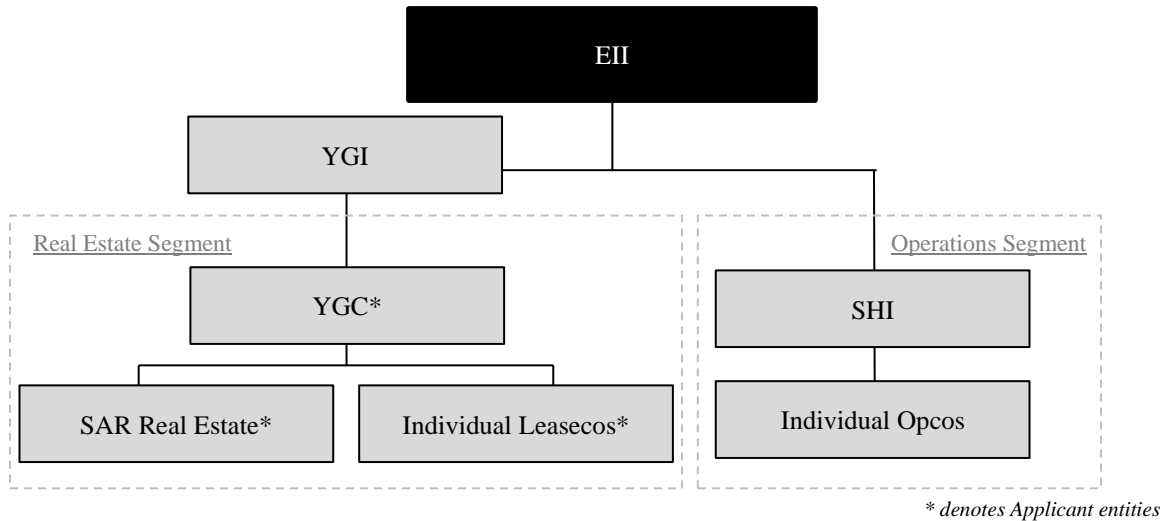 EII
YGI
Real Estate Segment
Operations Segment
YGC*
SHI
SAR Real Estate*
Individual Leasecos*
Individual Opcos
* denotes Applicant entities